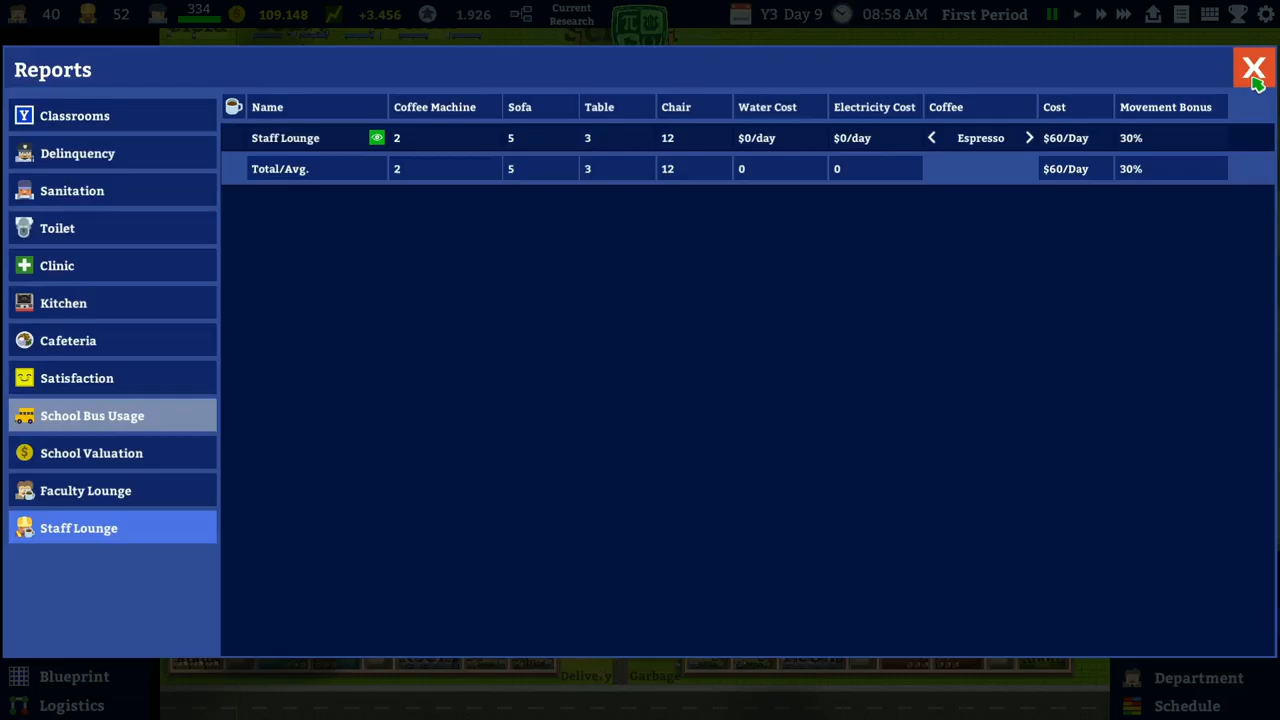 40 52 334 109.148 +3.456 1.926 Current Research Y3 Day 9 08:58 AM First Period
Reports X
Classrooms
Delinquency
Sanitation
Toilet
Clinic
Kitchen
Cafeteria
Satisfaction
School Bus Usage
School Valuation
Faculty Lounge
Staff Lounge
Name Coffee Machine Sofa Table Chair Water Cost Electricity Cost Coffee Cost Movement Bonus
Staff Lounge 2 5 3 12 $0/day $0/day < Espresso > $60/Day 30%
Total/Avg. 2 5 3 12 0 0 $60/Day 30%
Delivery Garbage
Blueprint
Logistics
Department
Schedule